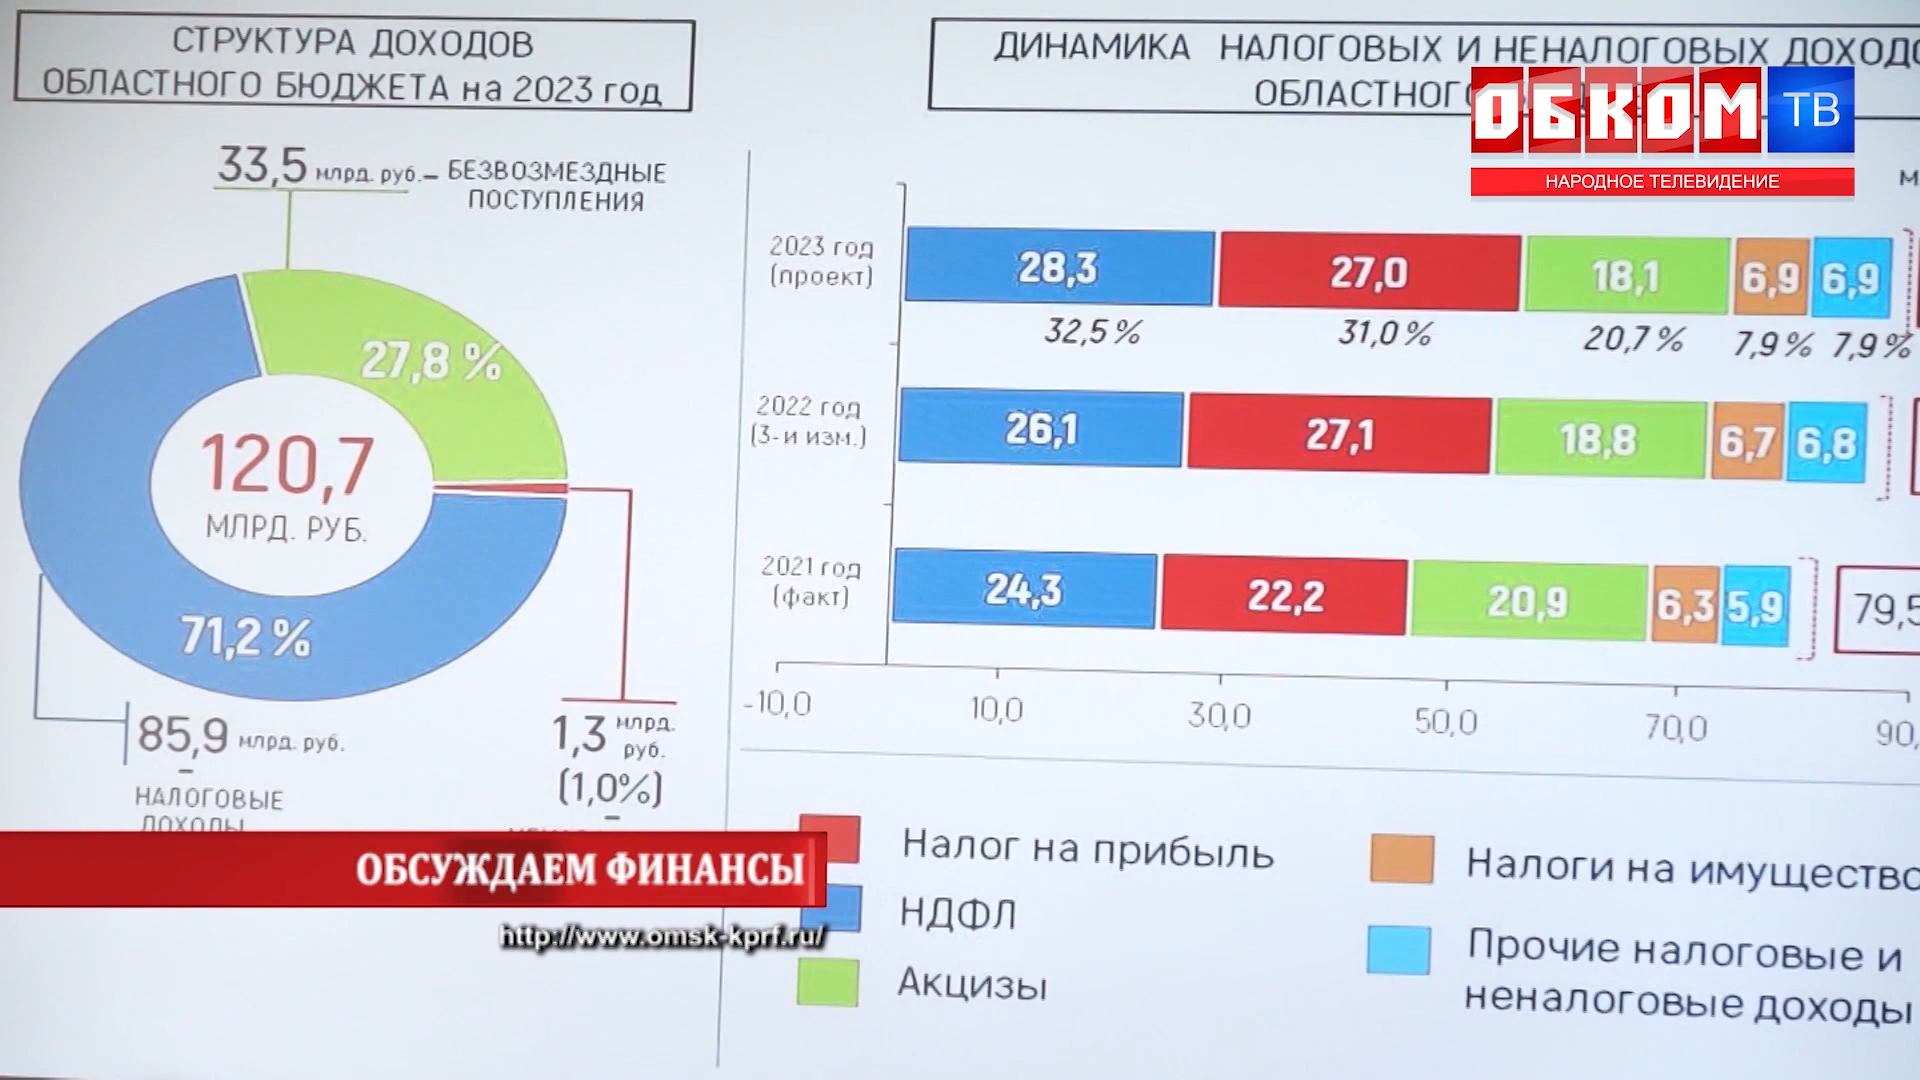 СТРУКТУРА ДОХОДОВ
ОБЛАСТНОГО БЮДЖЕТА на 2023 год
33,5 млрд. руб. – БЕЗВОЗМЕЗДНЫЕ
ПОСТУПЛЕНИЯ
27,8 %
120,7
МЛРД. РУБ.
71,2 %
85,9 млрд. руб.
–
НАЛОГОВЫЕ
ДОХОДЫ
1,3 млрд.
руб.
(1,0%)
–
ДИНАМИКА НАЛОГОВЫХ И НЕНАЛОГОВЫХ ДОХОДО
ОБЛАСТНОГ
ОБКОМ ТВ
НАРОДНОЕ ТЕЛЕВИДЕНИЕ
2023 год
(проект)
28,3 27,0 18,1 6,9 6,9
32,5% 31,0% 20,7% 7,9% 7,9%
2022 год
(3-и изм.)
26,1 27,1 18,8 6,7 6,8
2021 год
(факт)
24,3 22,2 20,9 6,3 5,9
79,5
-10,0 10,0 30,0 50,0 70,0 90,
Налог на прибыль
НДФЛ
Акцизы
Налоги на имущество
Прочие налоговые и
неналоговые доходы
ОБСУЖДАЕМ ФИНАНСЫ
http://www.omsk-kprf.ru/